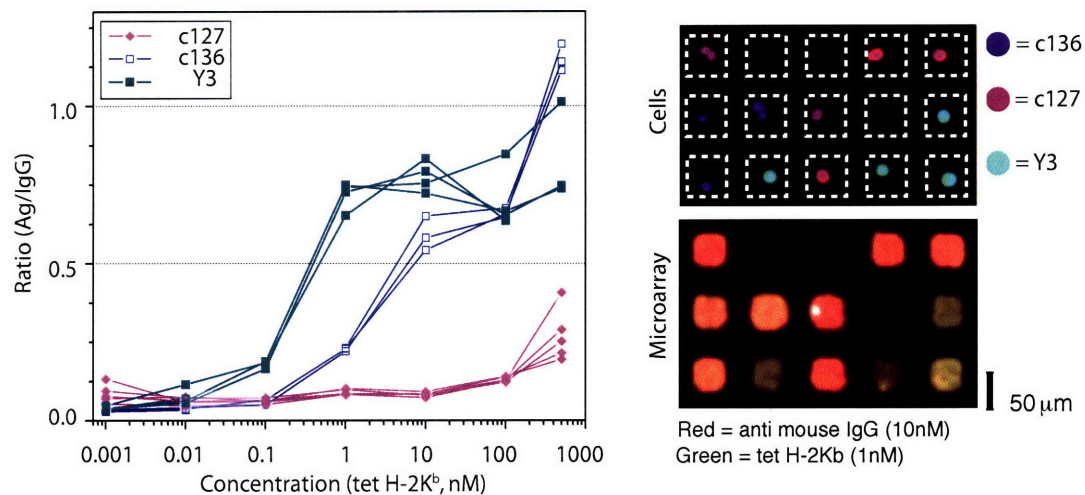 c127
c136
Y3
Ratio (Ag/IgG)
1.0
0.5
0.0
0.001 0.01 0.1 1 10 100 1000
Concentration (tet H-2Kᵇ, nM)
Cells
= c136
= c127
= Y3
Microarray
50 μm
Red = anti mouse IgG (10nM)
Green = tet H-2Kb (1nM)